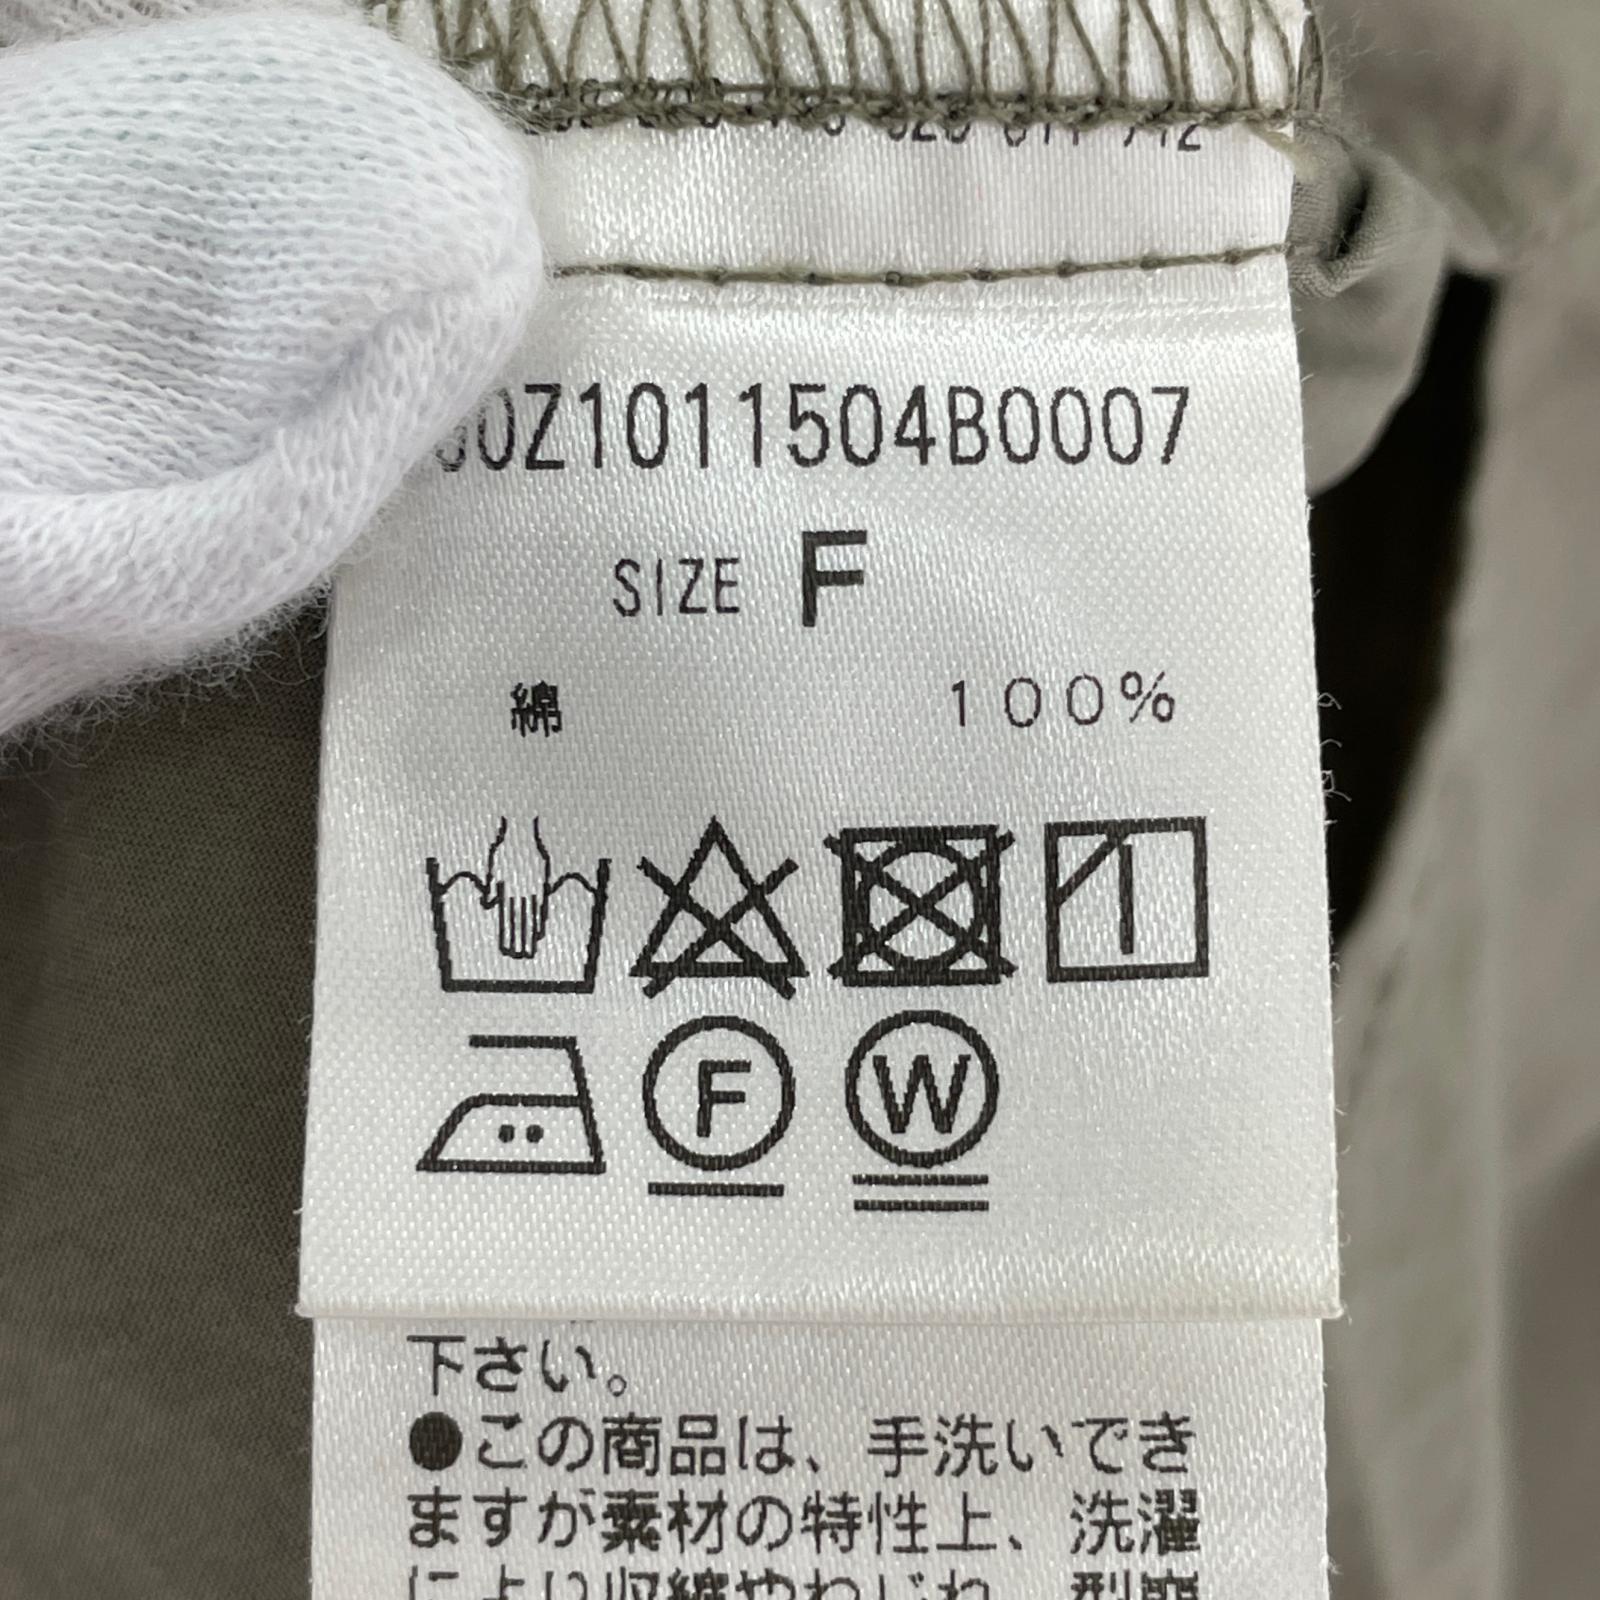 00Z1011504B0007
SIZE F
綿 100%
F
W
下さい。
●この商品は、手洗いでき
ますが素材の特性上、洗濯